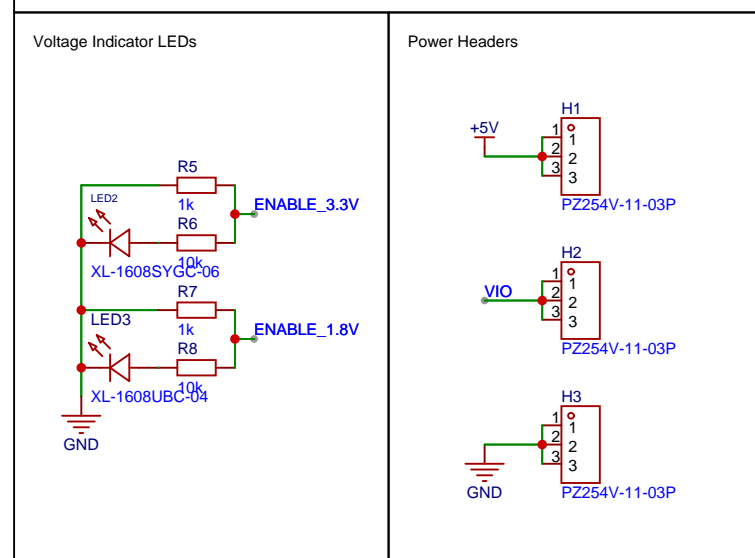 Voltage Indicator LEDs
R5
1k
LED2
R6
10k
XL-1608SYGC-06
ENABLE_3.3V
R7
1k
LED3
R8
10k
XL-1608UBC-04
ENABLE_1.8V
GND
Power Headers
+5V
H1
1 1
2 2
3 3
PZ254V-11-03P
VIO
H2
1 1
2 2
3 3
PZ254V-11-03P
GND
H3
1 1
2 2
3 3
PZ254V-11-03P